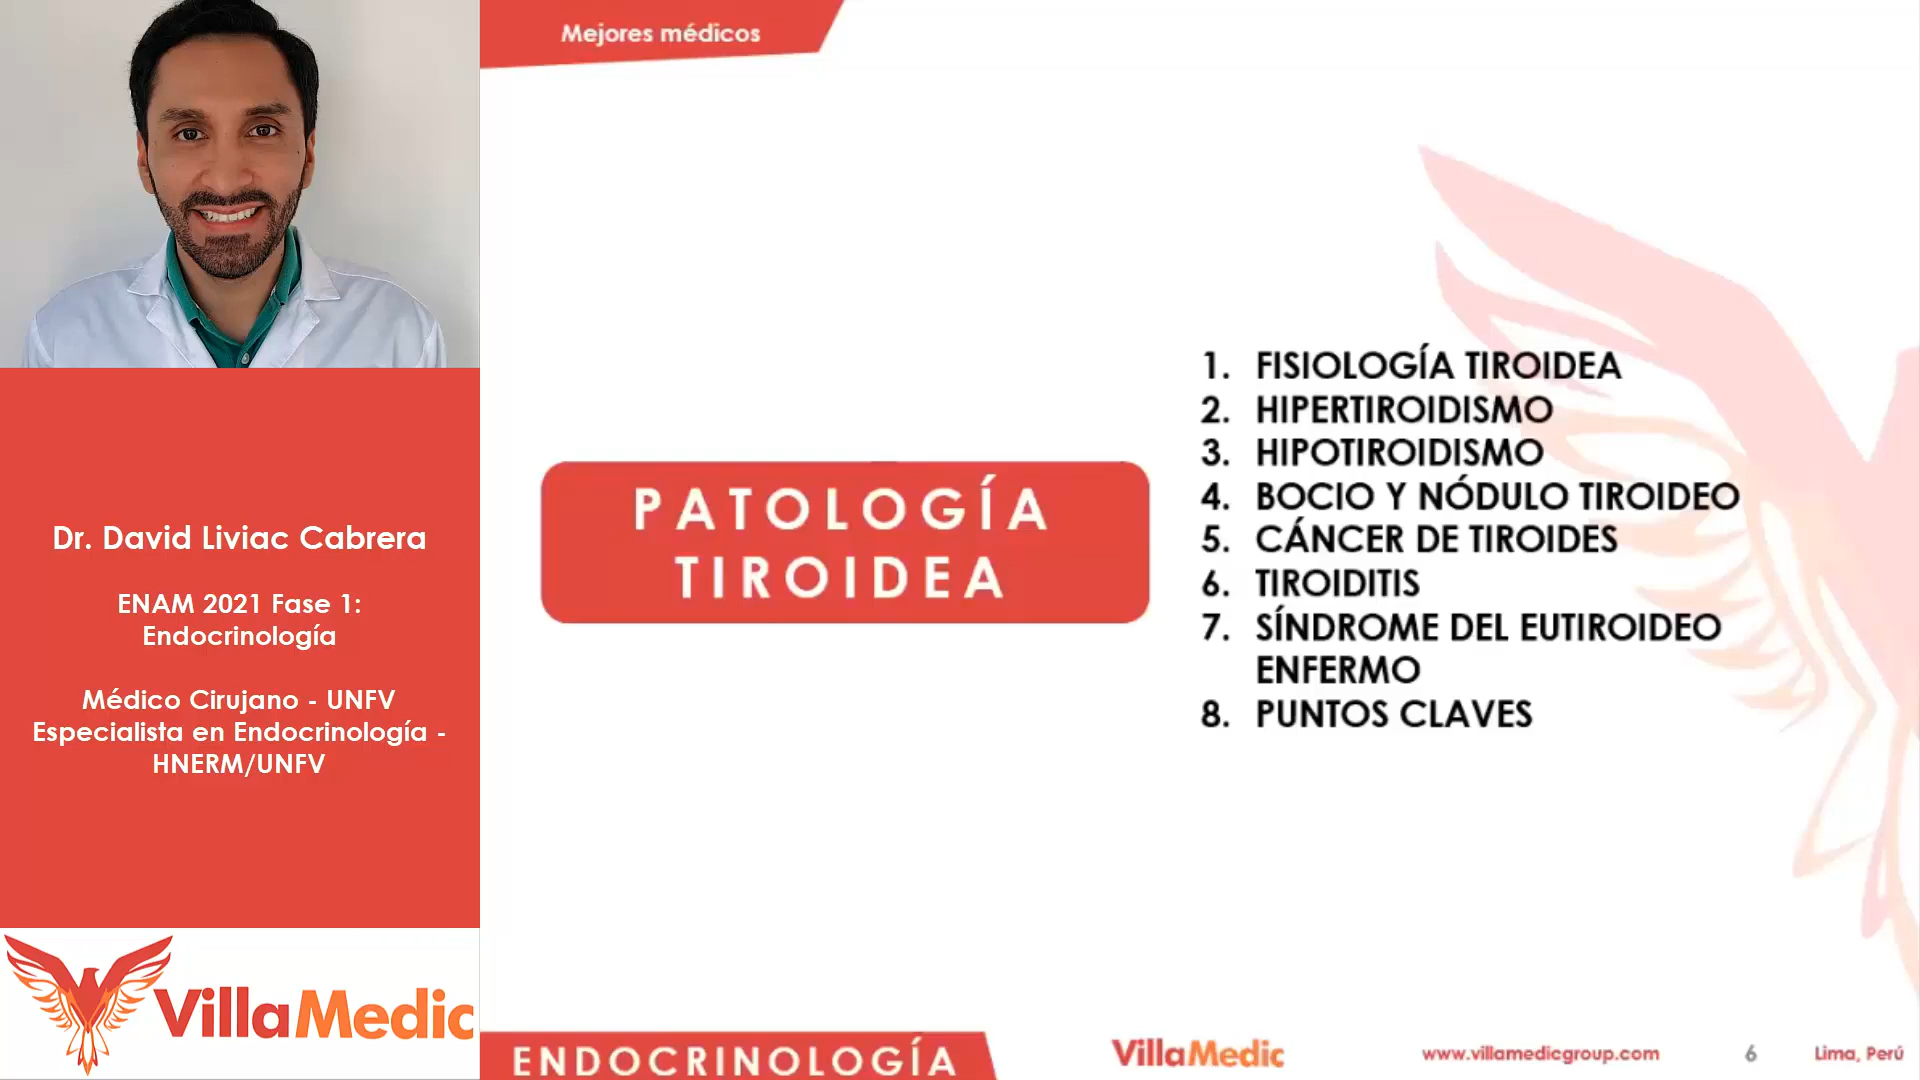 Mejores médicos
Dr. David Liviac Cabrera
ENAM 2021 Fase 1:
Endocrinología
Médico Cirujano - UNFV
Especialista en Endocrinología -
HNERM/UNFV
VillaMedic
PATOLOGÍA
TIROIDEA
1. FISIOLOGÍA TIROIDEA
2. HIPERTIROIDISMO
3. HIPOTIROIDISMO
4. BOCIO Y NÓDULO TIROIDEO
5. CÁNCER DE TIROIDES
6. TIROIDITIS
7. SÍNDROME DEL EUTIROIDEO
ENFERMO
8. PUNTOS CLAVES
ENDOCRINOLOGÍA
VillaMedic
www.villamedicgroup.com
6
Lima, Perú